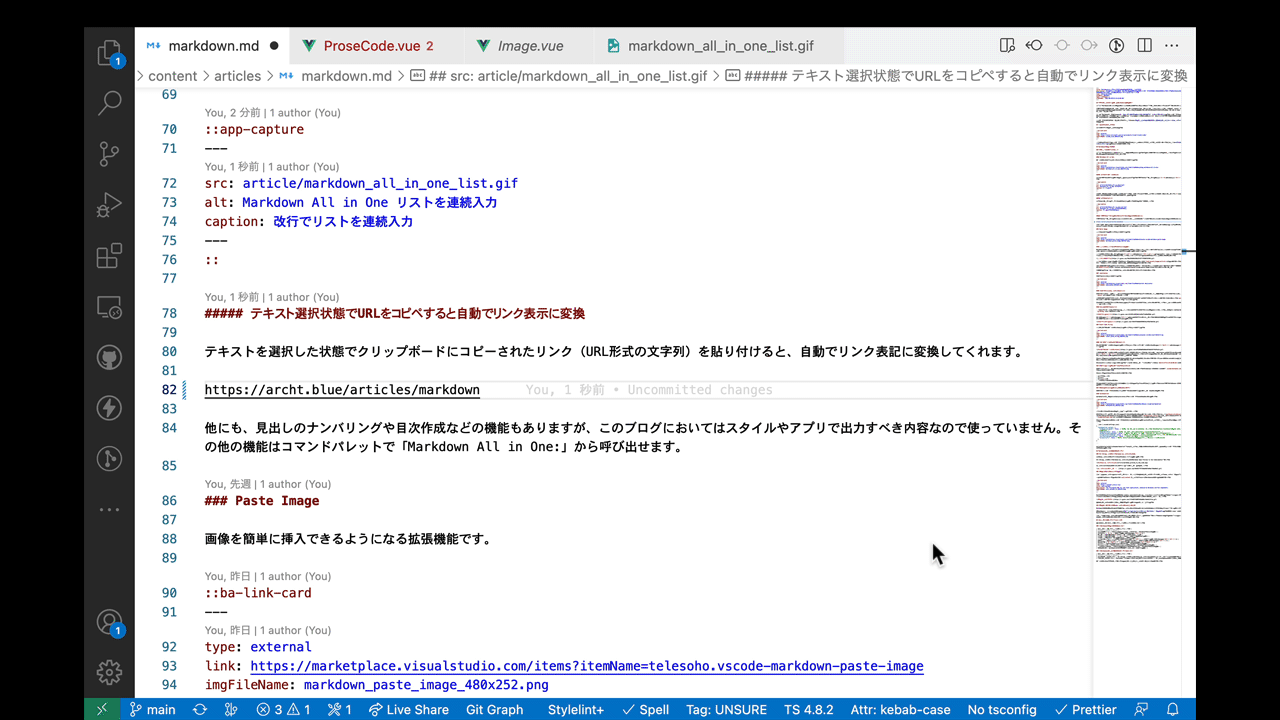 markdown.md ProseCode.vue 2 Image.vue markdown_all_in_one_list.gif
content > articles > markdown.md > ## src: article/markdown_all_in_one_list.gif > ##### テキスト選択状態でURLをコピペすると自動でリンク表示に変換
69
You, 2 分前 | 1 author (You)
70 ::app-capture
71 ---
You, 1 秒前 | 1 author (You)
72 src: article/markdown_all_in_one_list.gif
73 alt: Markdown All in One リストを連続入力
74 caption: 改行でリストを連続入力
75 ---
76 ::
77
You, 1 秒前 | 1 author (You)
78 ##### テキスト選択状態でURLをコピペすると自動でリンク表示に変換
79
80 テキストを選択した状態でクリップボードにコピーしたリンク（URL形式の文字列）を貼り付けると、自動でリンク表記に変換してくれます。
81
82 https://archt.blue/articles/markdown You, 1 秒前 • Uncommitted changes
83
84 他にも、見出しのナンバリングや目次の作成などの機能もありますが、このブログにおいてはスタイルやアプリで出力している内容なので使っていません。そ
の他の機能はコマンドパレットで「Markdown All in One:」から呼び出せます。
85
You, 先週 | 1 author (You)
86 ### Paste Image
87
88 画像を簡単に挿入できるようになる拡張機能です。
89
You, 昨日 | 1 author (You)
90 ::ba-link-card
91 ---
You, 昨日 | 1 author (You)
92 type: external
93 link: https://marketplace.visualstudio.com/items?itemName=telesoho.vscode-markdown-paste-image
94 imgFileName: markdown_paste_image_480x252.png
1
1
main 3 1 1 Live Share Git Graph Stylelint+ Spell Tag: UNSURE TS 4.8.2 Attr: kebab-case No tsconfig Prettier